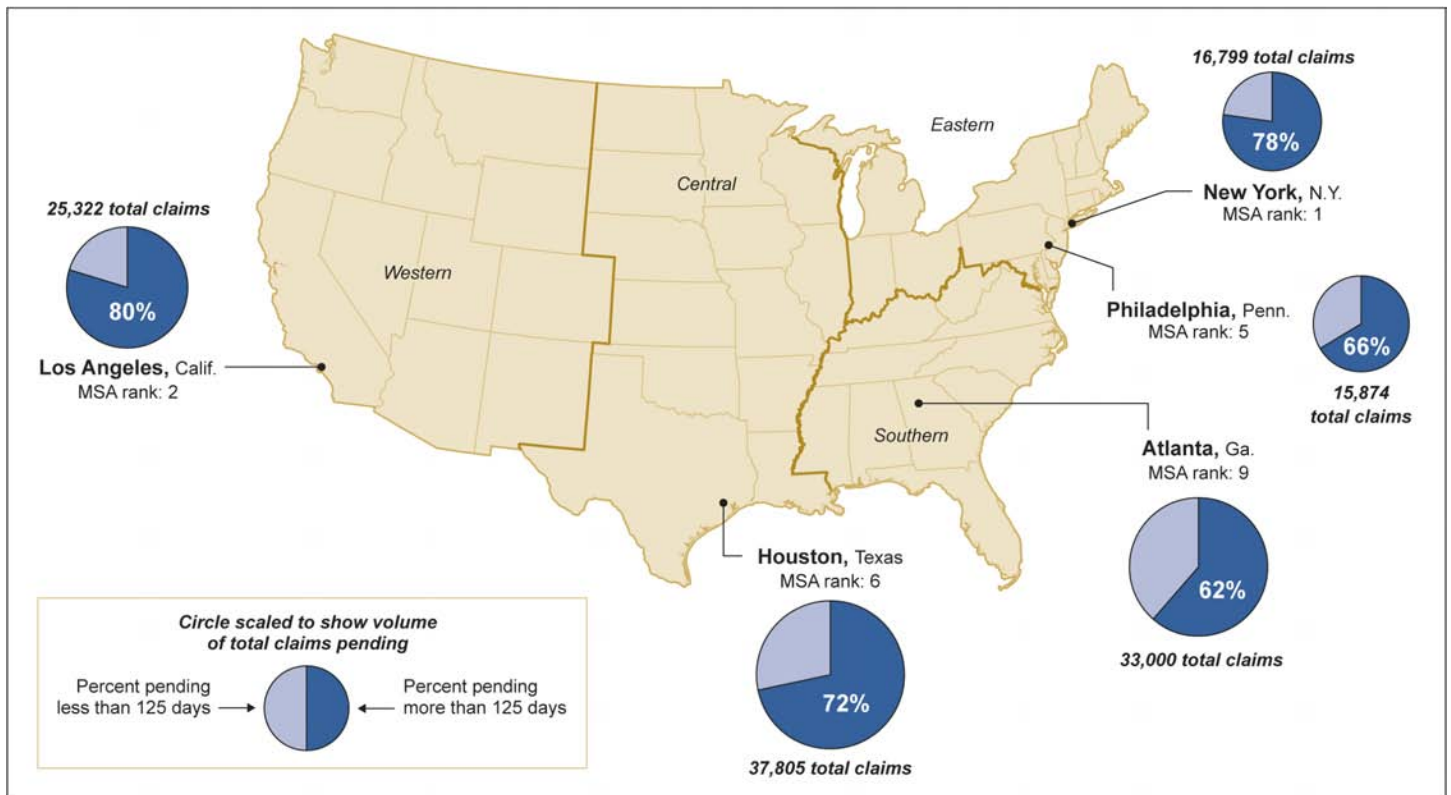 16,799 total claims
78%
New York, N.Y.
MSA rank: 1
Eastern
Central
Western
Southern
25,322 total claims
80%
Los Angeles, Calif.
MSA rank: 2
Philadelphia, Penn.
MSA rank: 5
66%
15,874
total claims
Atlanta, Ga.
MSA rank: 9
62%
33,000 total claims
Houston, Texas
MSA rank: 6
72%
37,805 total claims
Circle scaled to show volume
of total claims pending
Percent pending
less than 125 days
Percent pending
more than 125 days